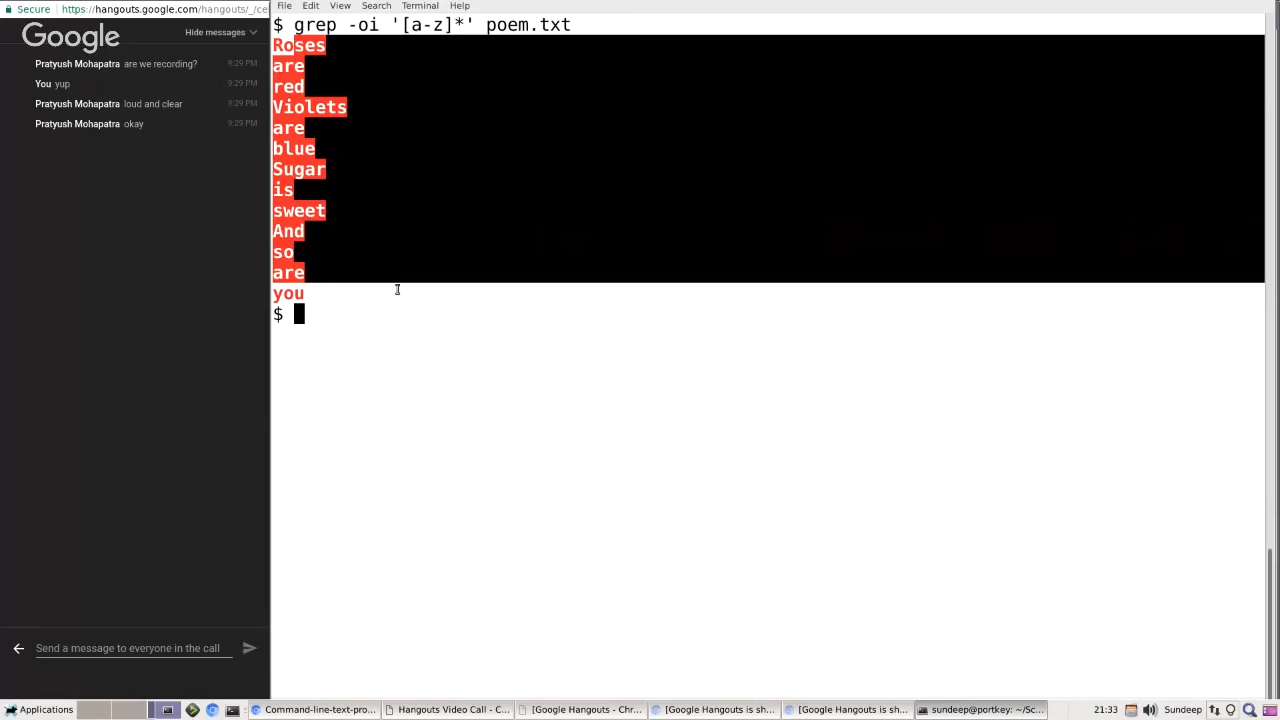 Secure https://hangouts.google.com/hangouts/_/ce
Google
Hide messages
Pratyush Mohapatra are we recording? 9:29 PM
You yup 9:29 PM
Pratyush Mohapatra loud and clear 9:29 PM
Pratyush Mohapatra okay 9:29 PM
Send a message to everyone in the call
File Edit View Search Terminal Help
$ grep -oi '[a-z]*' poem.txt
Roses
are
red
Violets
are
blue
Sugar
is
sweet
And
so
are
you
$
Applications Command-line-text-pro... Hangouts Video Call - C... [Google Hangouts - Chr... [Google Hangouts is sh... [Google Hangouts is sh... sundeep@portkey: ~/Sc... 21:33 Sundeep